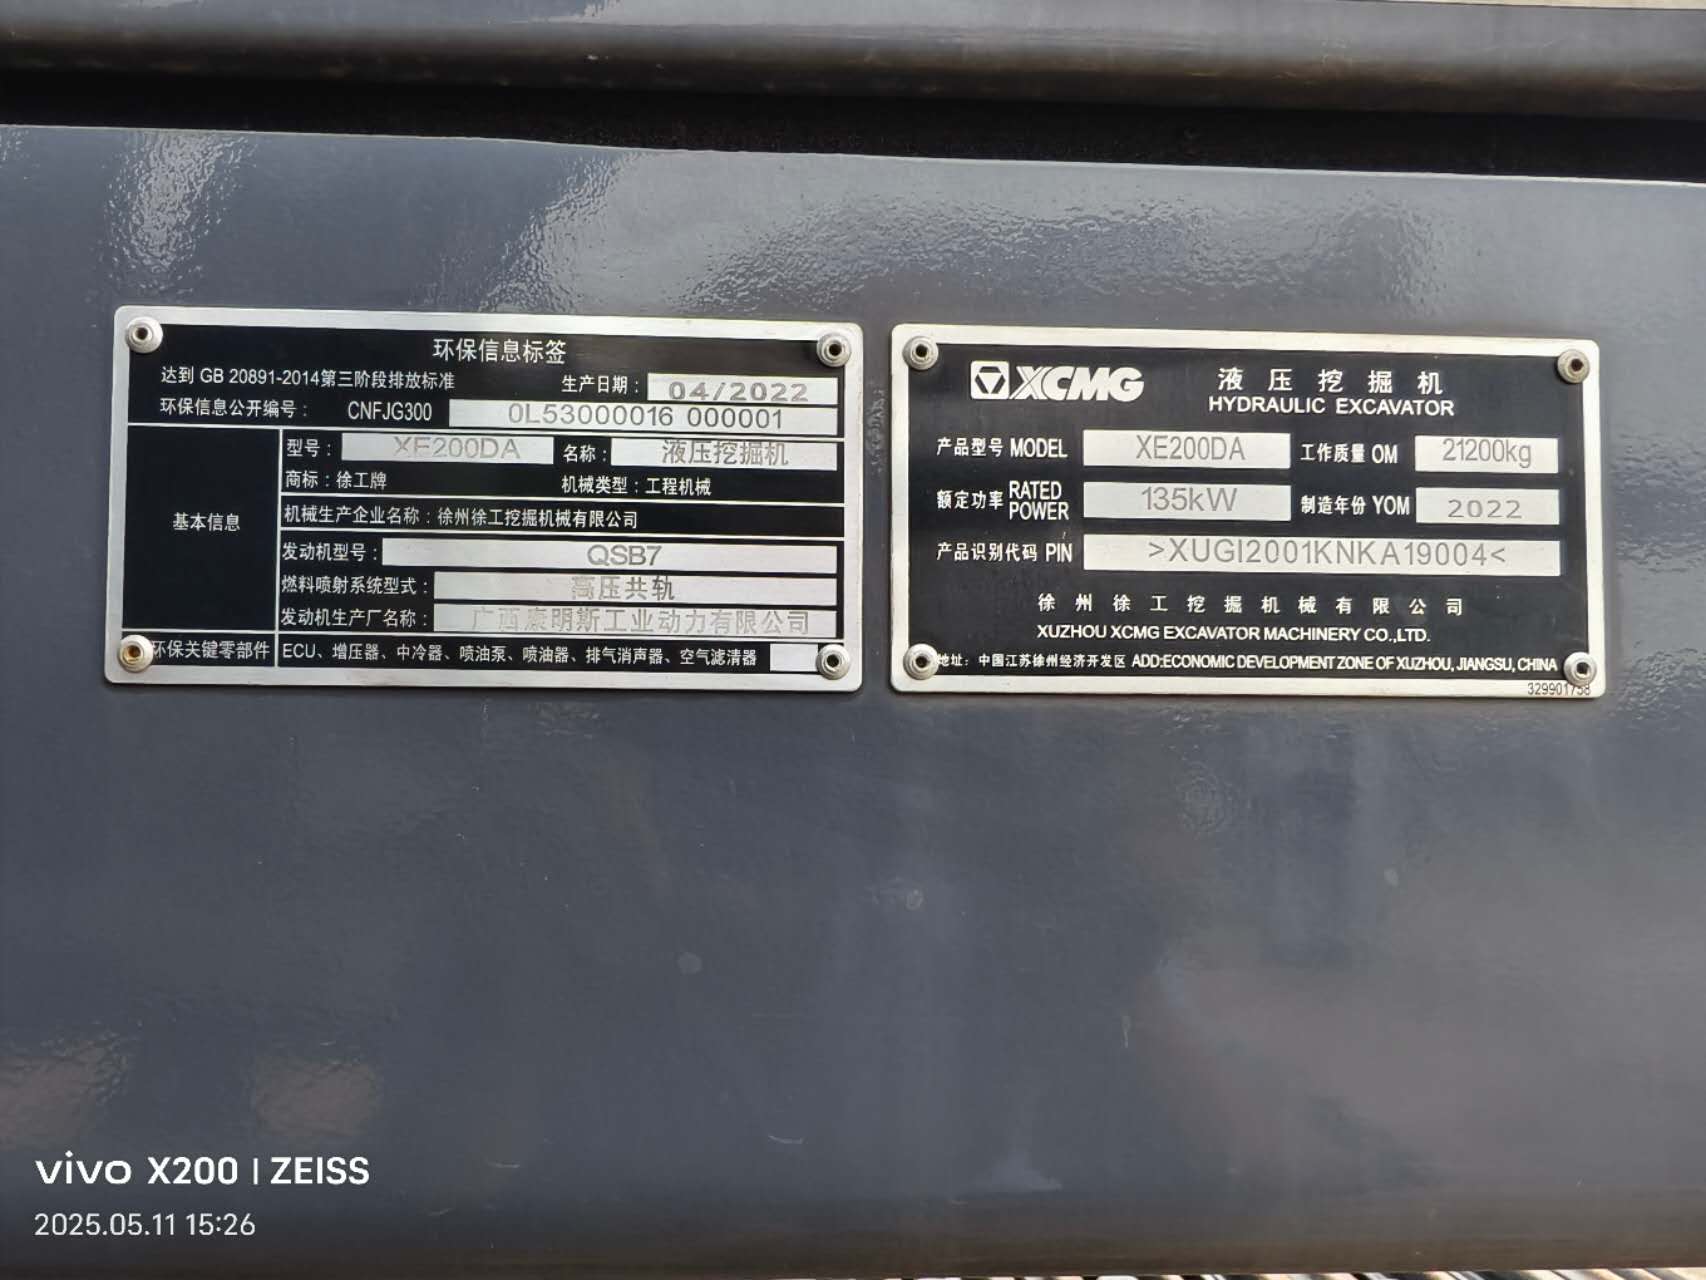 环保信息标签
达到 GB 20891-2014第三阶段排放标准
生产日期: 04/2022
环保信息公开编号: CNFJG300 0L53000016 000001
基本信息
型号: XE200DA 名称: 液压挖掘机
商标: 徐工牌 机械类型: 工程机械
机械生产企业名称: 徐州徐工挖掘机械有限公司
发动机型号: QSB7
燃料喷射系统型式: 高压共轨
发动机生产厂名称: 广西康明斯工业动力有限公司
环保关键零部件 ECU、增压器、中冷器、喷油泵、喷油器、排气消声器、空气滤清器
XCMG 液压挖掘机
HYDRAULIC EXCAVATOR
产品型号 MODEL XE200DA 工作质量 OM 21200kg
额定功率 RATED POWER 135kW 制造年份 YOM 2022
产品识别代码 PIN >XUGI2001KNKA19004<
徐州徐工挖掘机械有限公司
XUZHOU XCMG EXCAVATOR MACHINERY CO.,LTD.
地址: 中国江苏徐州经济开发区 ADD:ECONOMIC DEVELOPMENT ZONE OF XUZHOU, JIANGSU, CHINA
329901758
vivo X200 | ZEISS
2025.05.11 15:26